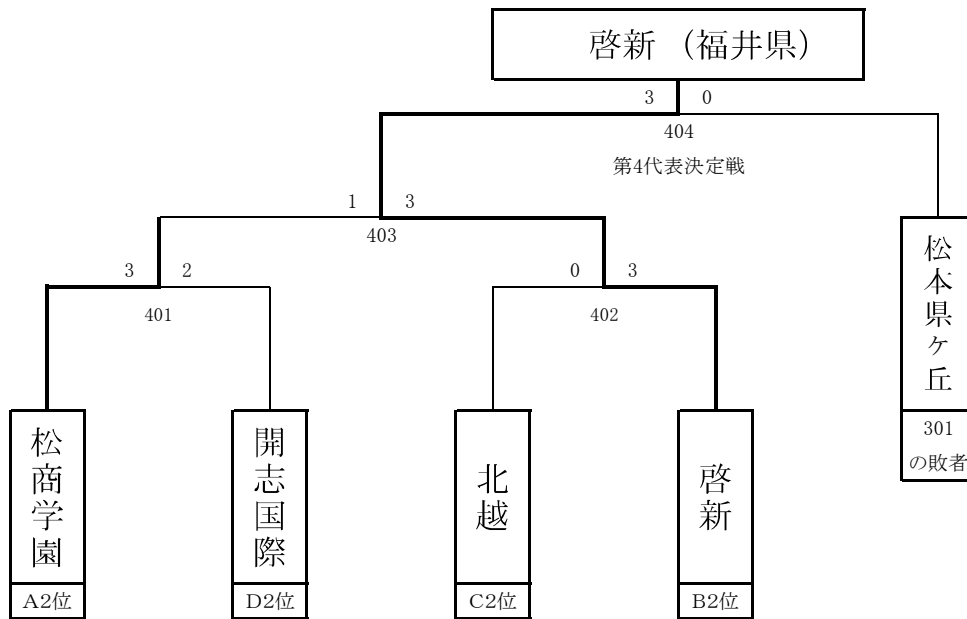 啓新 （福井県）
3 0
404
第4代表決定戦
1 3
403
3 2
401
0 3
402
松本県ケ丘
301
の敗者
松商学園
A2位
開志国際
D2位
北越
C2位
啓新
B2位